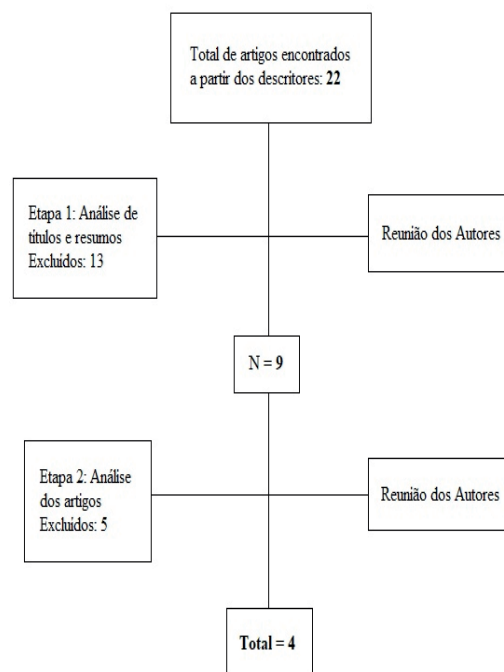 Total de artigos encontrados
a partir dos descritores: 22
Etapa 1: Análise de
títulos e resumos
Excluídos: 13
Reunião dos Autores
N = 9
Etapa 2: Análise
dos artigos
Excluídos: 5
Reunião dos Autores
Total = 4